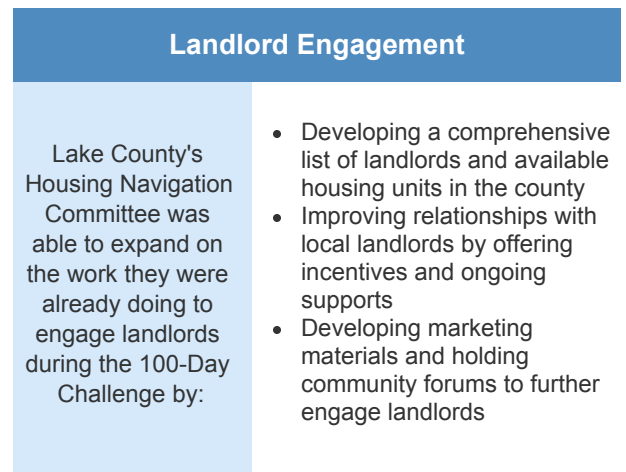 Landlord Engagement
Lake County's
Housing Navigation
Committee was
able to expand on
the work they were
already doing to
engage landlords
during the 100-Day
Challenge by:
• Developing a comprehensive
list of landlords and available
housing units in the county
• Improving relationships with
local landlords by offering
incentives and ongoing
supports
• Developing marketing
materials and holding
community forums to further
engage landlords